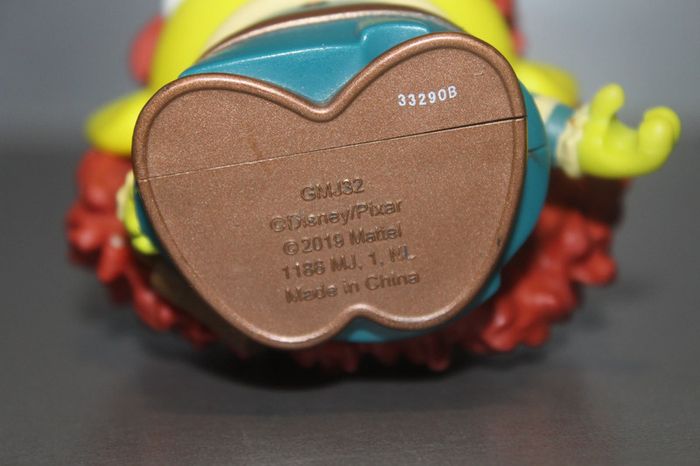 33290B
GMJ32
©Disney/Pixar
©2019 Mattel
1186 MJ, 1, NL
Made in China